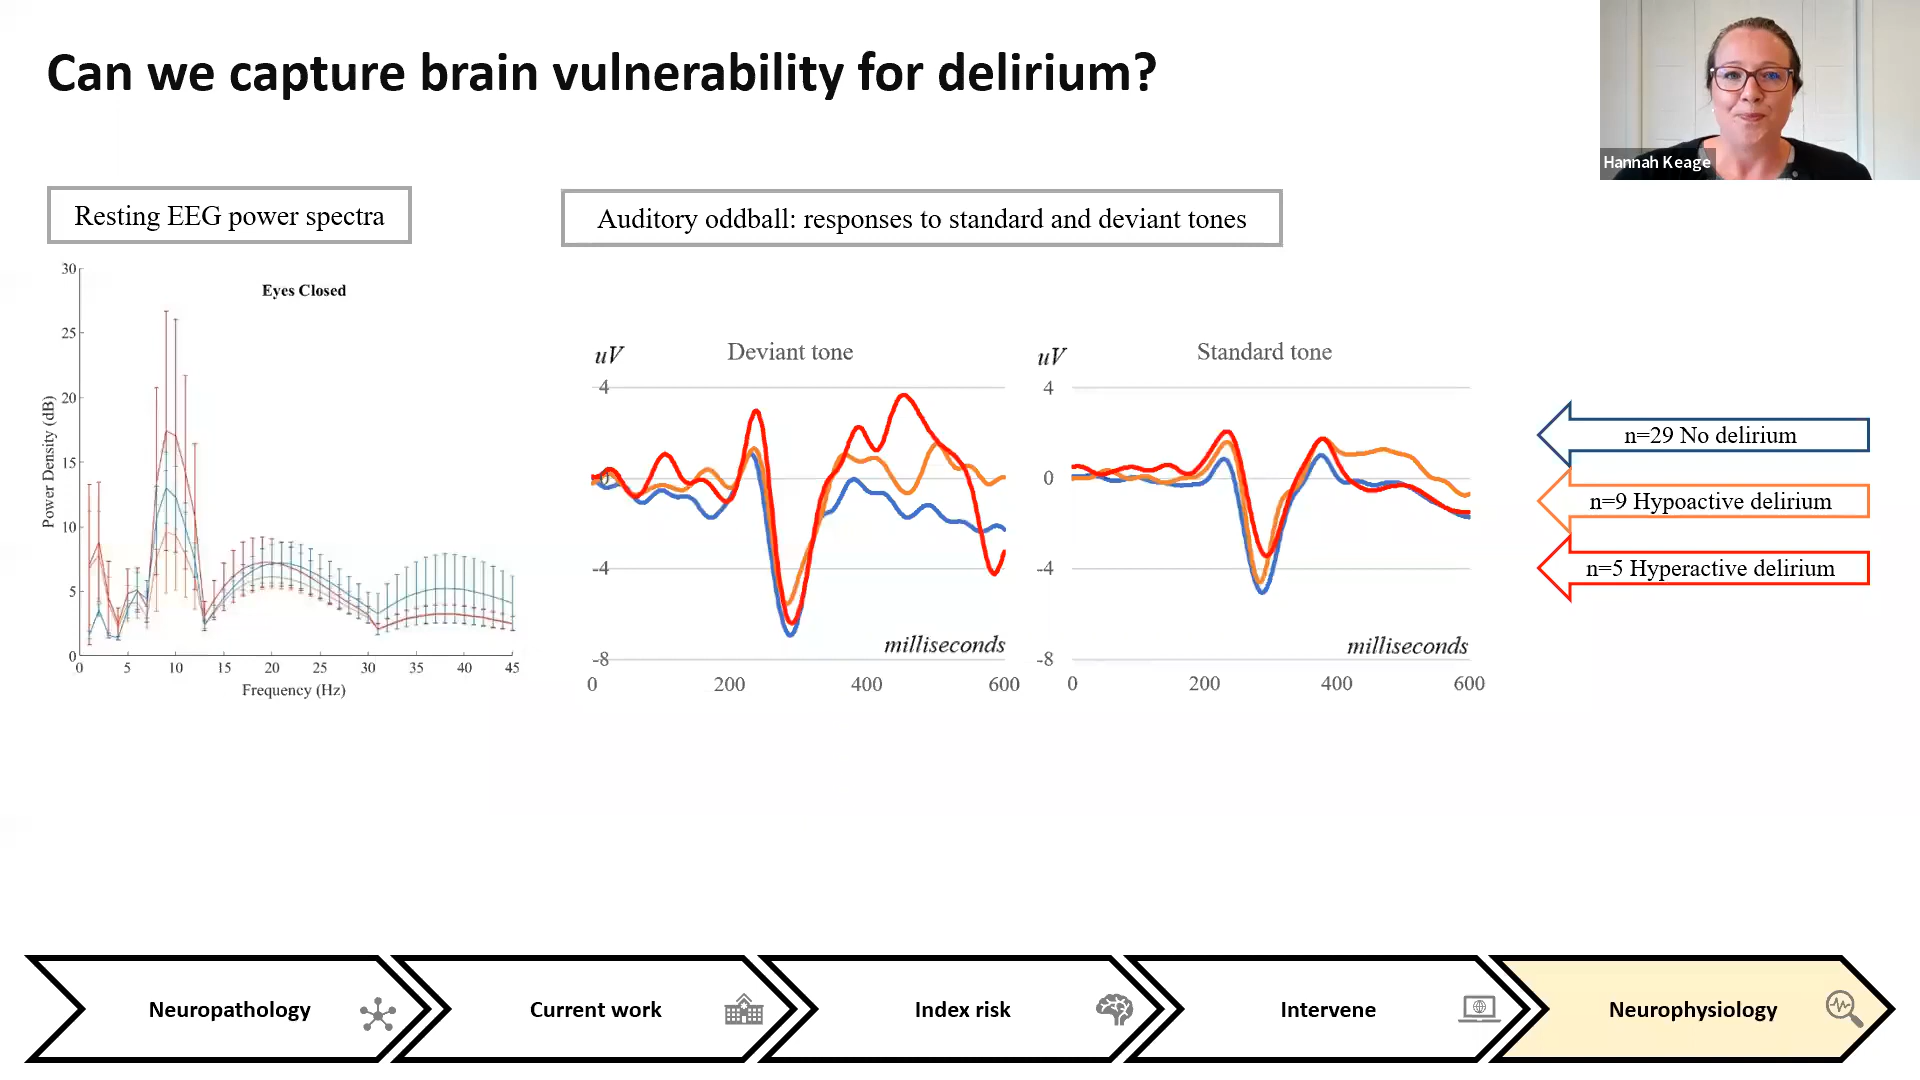 Can we capture brain vulnerability for delirium?
Hannah Keage
Resting EEG power spectra
Auditory oddball: responses to standard and deviant tones
Eyes Closed
Power Density (dB)
30
25
20
15
10
5
0
0 5 10 15 20 25 30 35 40 45
Frequency (Hz)
uV
Deviant tone
4
0
-4
-8
milliseconds
0 200 400 600
uV
Standard tone
4
0
-4
-8
milliseconds
0 200 400 600
n=29 No delirium
n=9 Hypoactive delirium
n=5 Hyperactive delirium
Neuropathology
Current work
Index risk
Intervene
Neurophysiology